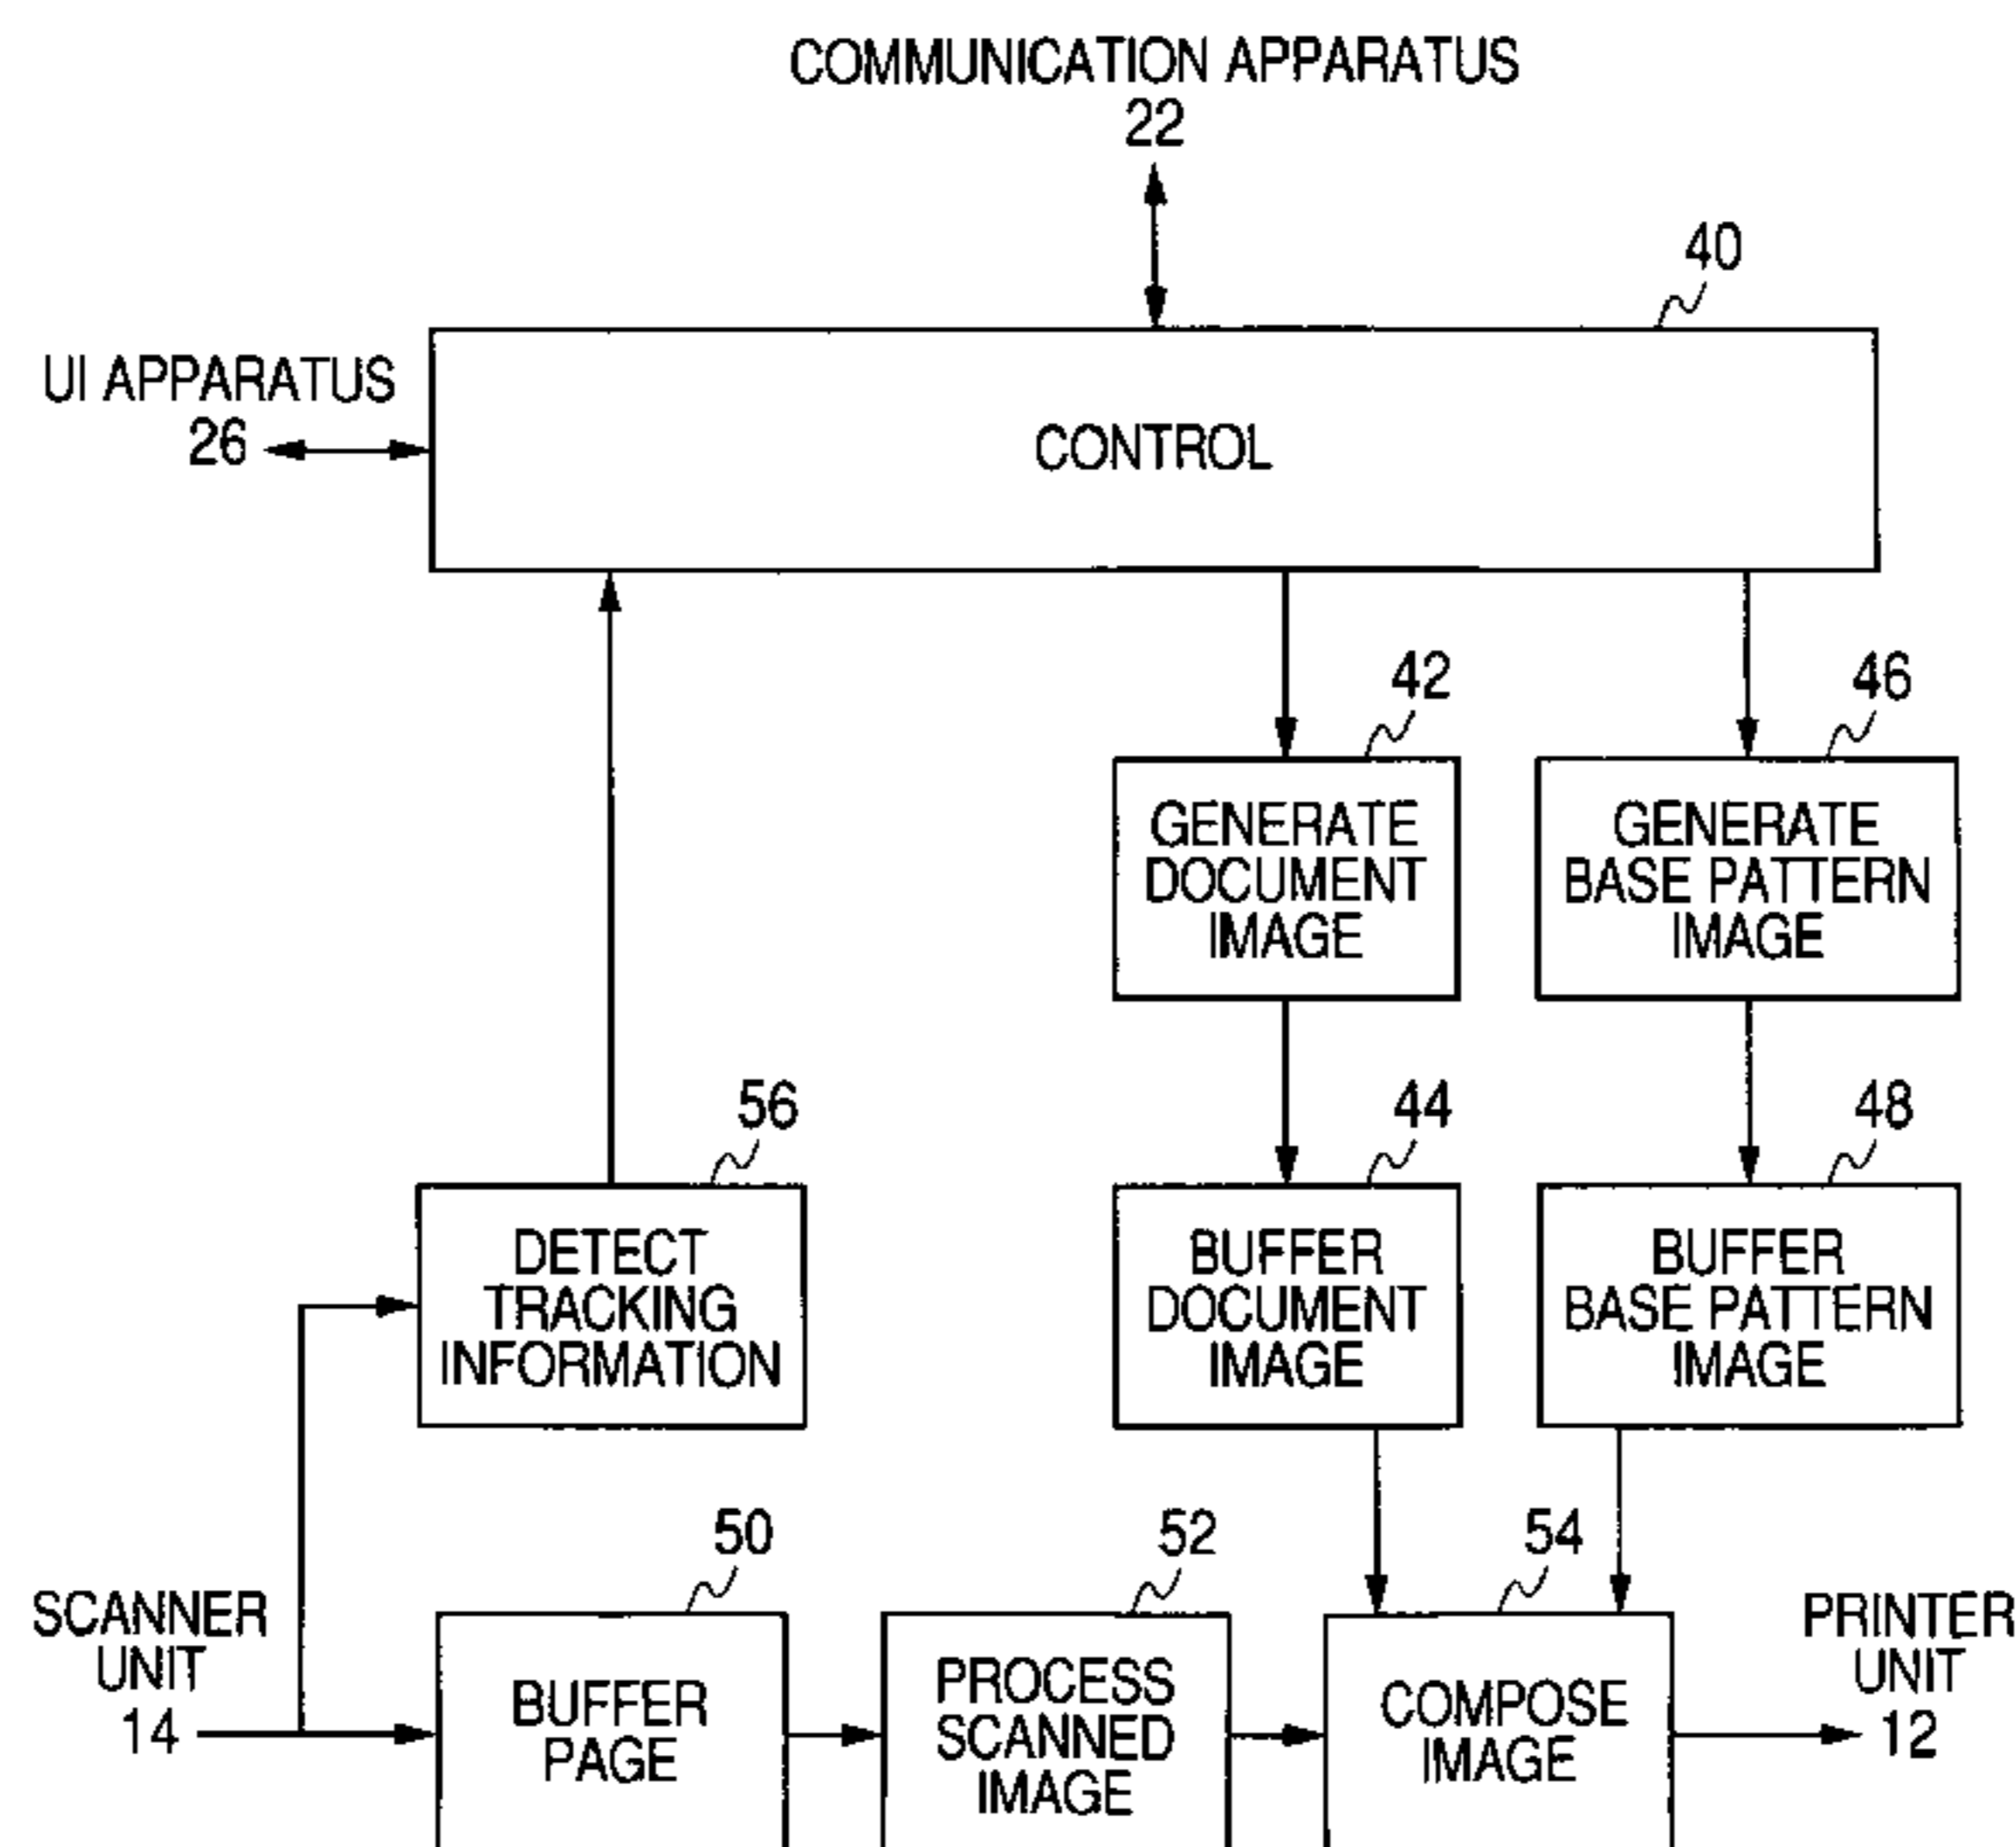 COMMUNICATION APPARATUS
22
40
UI APPARATUS
26
CONTROL
42
46
GENERATE
DOCUMENT
IMAGE
GENERATE
BASE PATTERN
IMAGE
56
44
48
DETECT
TRACKING
INFORMATION
BUFFER
DOCUMENT
IMAGE
BUFFER
BASE PATTERN
IMAGE
50
52
54
SCANNER
UNIT
14
BUFFER
PAGE
PROCESS
SCANNED
IMAGE
COMPOSE
IMAGE
PRINTER
UNIT
12